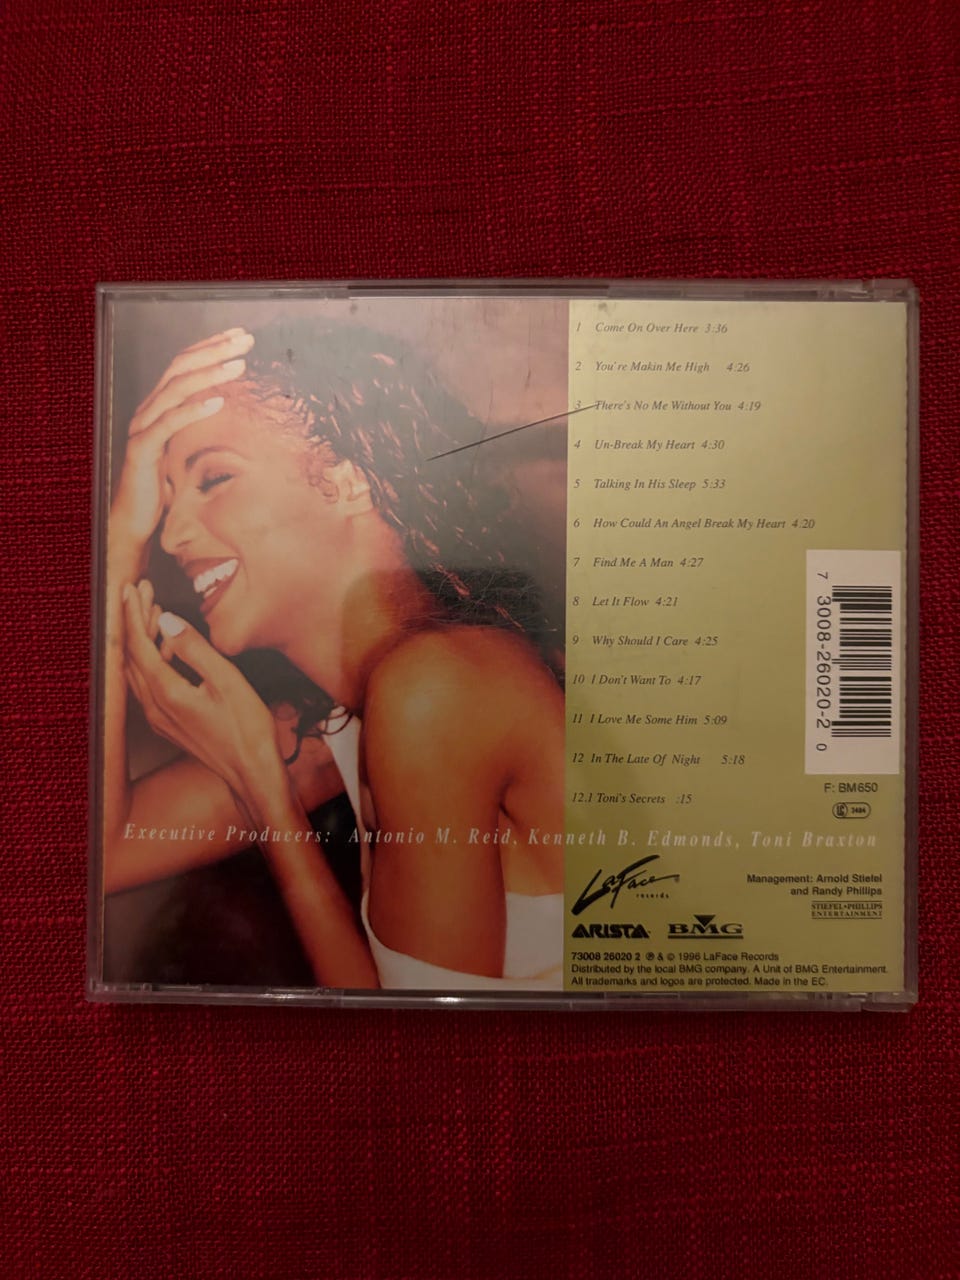 1 Come On Over Here 3:36
2 You're Makin Me High 4:26
3 There's No Me Without You 4:19
4 Un-Break My Heart 4:30
5 Talking In His Sleep 5:33
6 How Could An Angel Break My Heart 4:20
7 Find Me A Man 4:27
8 Let It Flow 4:21
9 Why Should I Care 4:25
10 I Don't Want To 4:17
11 I Love Me Some Him 5:09
12 In The Late Of Night 5:18
12.1 Toni's Secrets :15
7 73008-26020-2 0
F: BM650
LC 2484
Executive Producers: Antonio M. Reid, Kenneth B. Edmonds, Toni Braxton
LaFace
records
Management: Arnold Stiefel
and Randy Phillips
STIEFEL•PHILLIPS
ENTERTAINMENT
ARISTA BMG
73008 26020 2 ℗ & © 1996 LaFace Records
Distributed by the local BMG company. A Unit of BMG Entertainment.
All trademarks and logos are protected. Made in the EC.